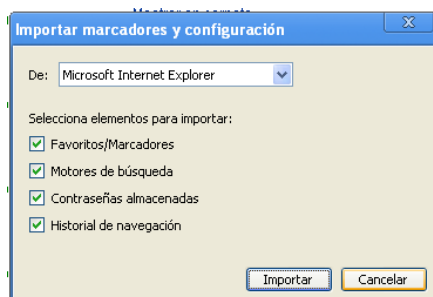 Importar marcadores y configuración
De: Microsoft Internet Explorer
Selecciona elementos para importar:
Favoritos/Marcadores
Motores de búsqueda
Contraseñas almacenadas
Historial de navegación
Importar Cancelar